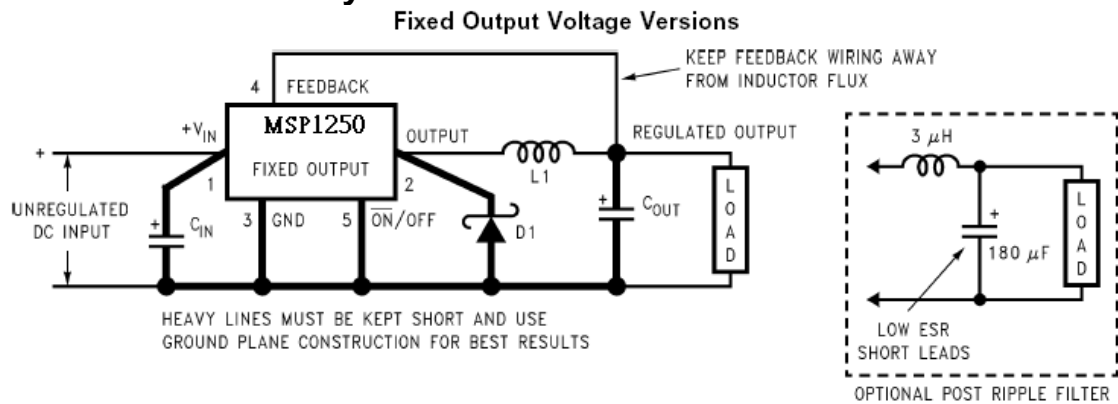 Fixed Output Voltage Versions
KEEP FEEDBACK WIRING AWAY
FROM INDUCTOR FLUX
4 FEEDBACK
MSP1250
FIXED OUTPUT
+VIN
1
OUTPUT
2
L1
REGULATED OUTPUT
+
UNREGULATED
DC INPUT
+
CIN
3 GND
5 ON/OFF
D1
+
COUT
LOAD
HEAVY LINES MUST BE KEPT SHORT AND USE
GROUND PLANE CONSTRUCTION FOR BEST RESULTS
3 μH
+
180 μF
LOAD
LOW ESR
SHORT LEADS
OPTIONAL POST RIPPLE FILTER